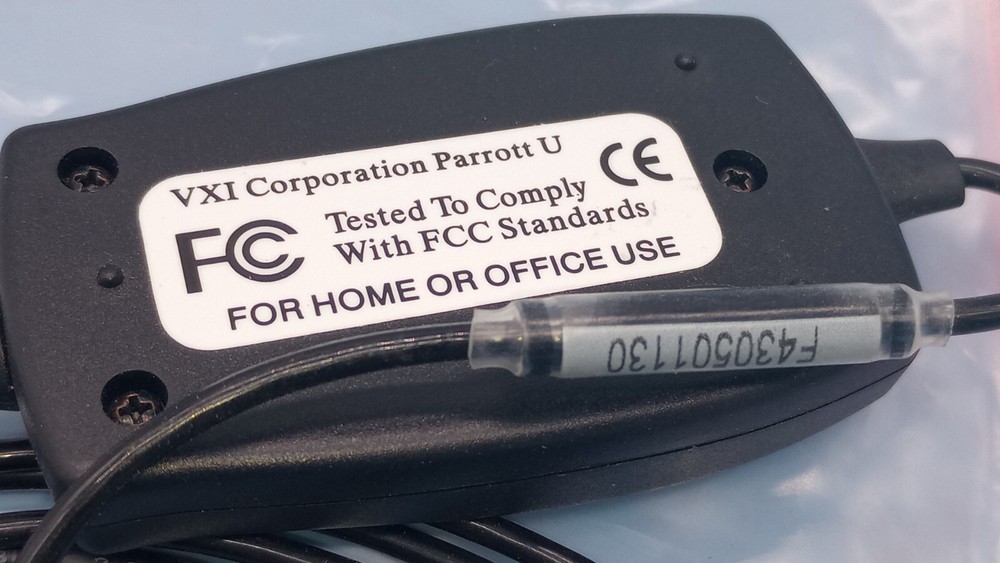 VXI Corporation Parrott U
CE
FC
Tested To Comply
With FCC Standards
FOR HOME OR OFFICE USE
F430501130